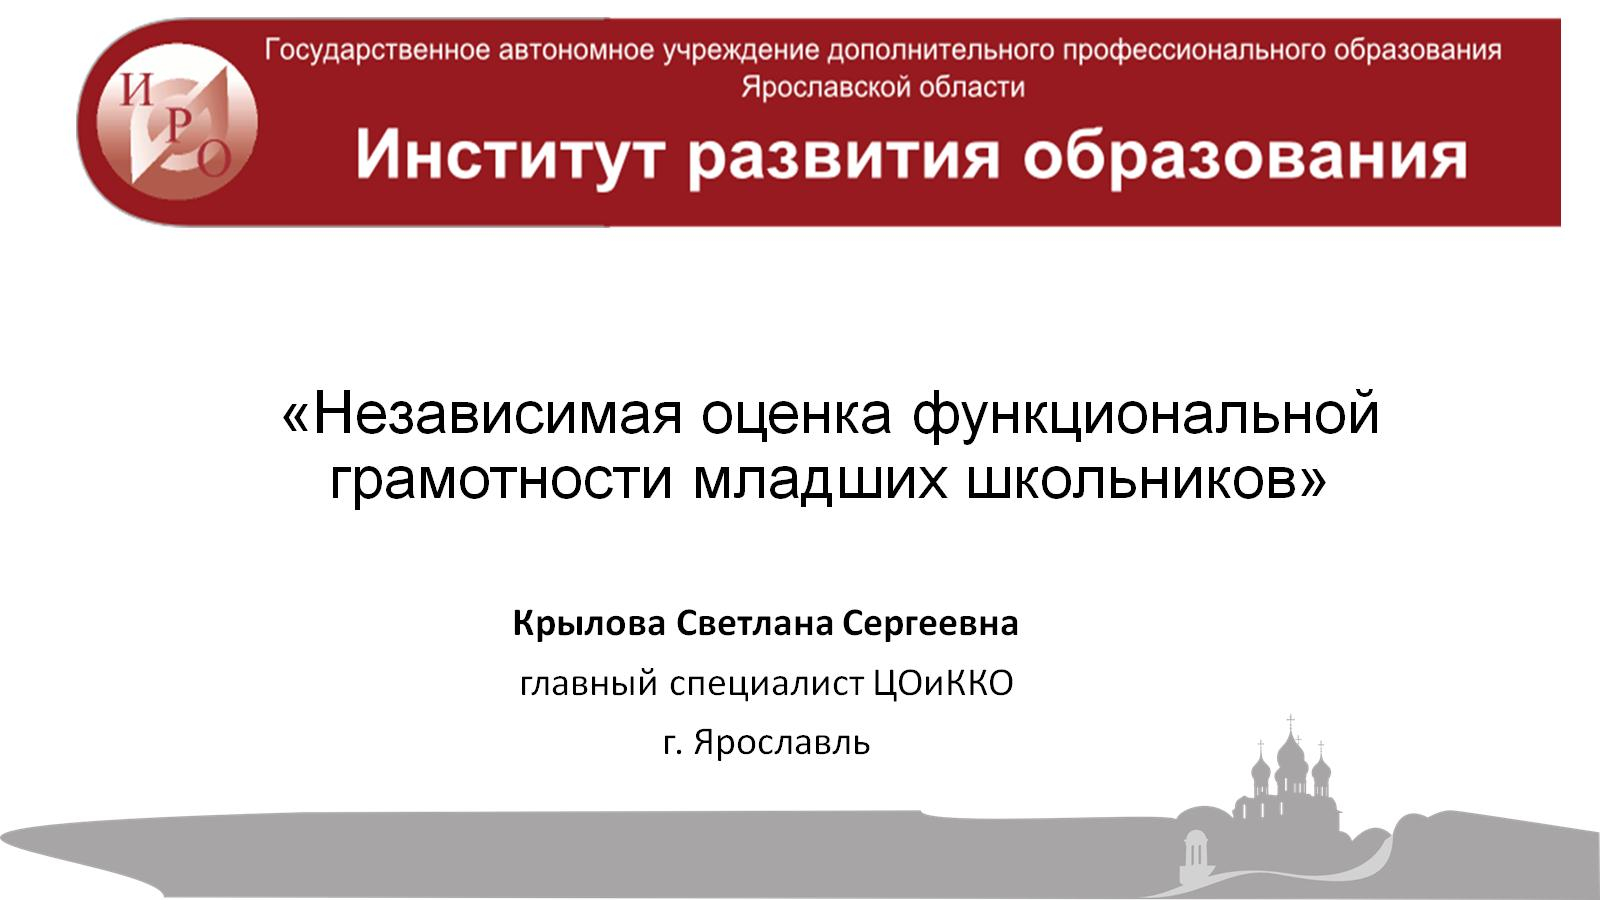 Государственное автономное учреждение дополнительного профессионального образования
Ярославской области
Институт развития образования
И
Р
О
«Независимая оценка функциональной
грамотности младших школьников»
Крылова Светлана Сергеевна
главный специалист ЦОиККО
г. Ярославль